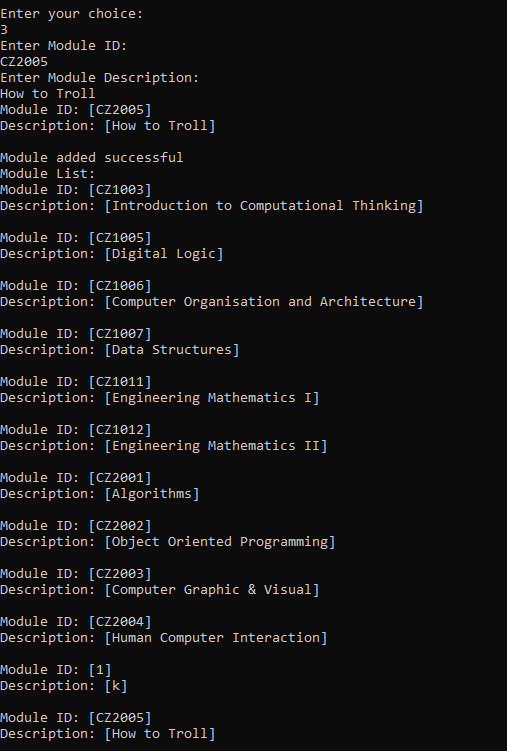 Enter your choice:
3
Enter Module ID:
CZ2005
Enter Module Description:
How to Troll
Module ID: [CZ2005]
Description: [How to Troll]
Module added successful
Module List:
Module ID: [CZ1003]
Description: [Introduction to Computational Thinking]
Module ID: [CZ1005]
Description: [Digital Logic]
Module ID: [CZ1006]
Description: [Computer Organisation and Architecture]
Module ID: [CZ1007]
Description: [Data Structures]
Module ID: [CZ1011]
Description: [Engineering Mathematics I]
Module ID: [CZ1012]
Description: [Engineering Mathematics II]
Module ID: [CZ2001]
Description: [Algorithms]
Module ID: [CZ2002]
Description: [Object Oriented Programming]
Module ID: [CZ2003]
Description: [Computer Graphic & Visual]
Module ID: [CZ2004]
Description: [Human Computer Interaction]
Module ID: [1]
Description: [k]
Module ID: [CZ2005]
Description: [How to Troll]